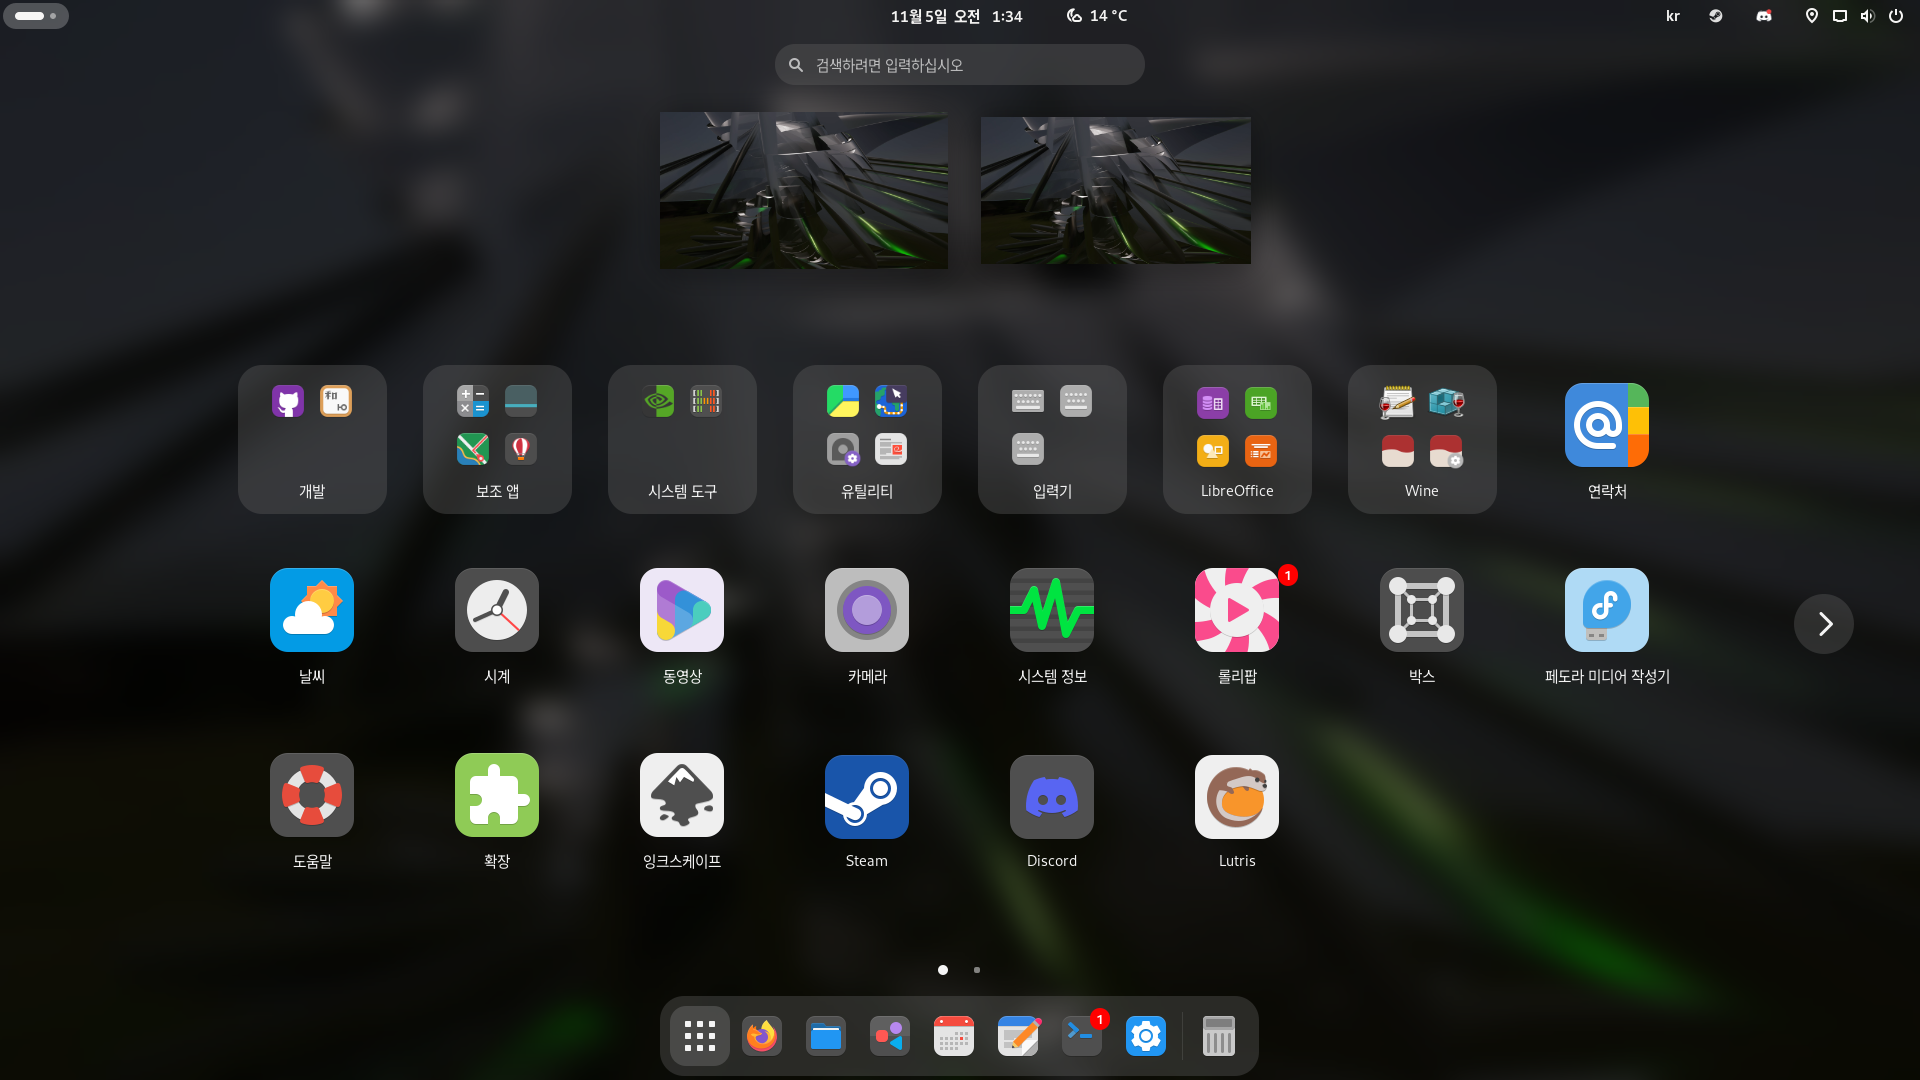 11월 5일 오전 1:34
14 °C
kr
검색하려면 입력하십시오
개발
보조 앱
시스템 도구
유틸리티
입력기
LibreOffice
Wine
연락처
날씨
시계
동영상
카메라
시스템 정보
1
롤리팝
박스
페도라 미디어 작성기
도움말
확장
잉크스케이프
Steam
Discord
Lutris
1